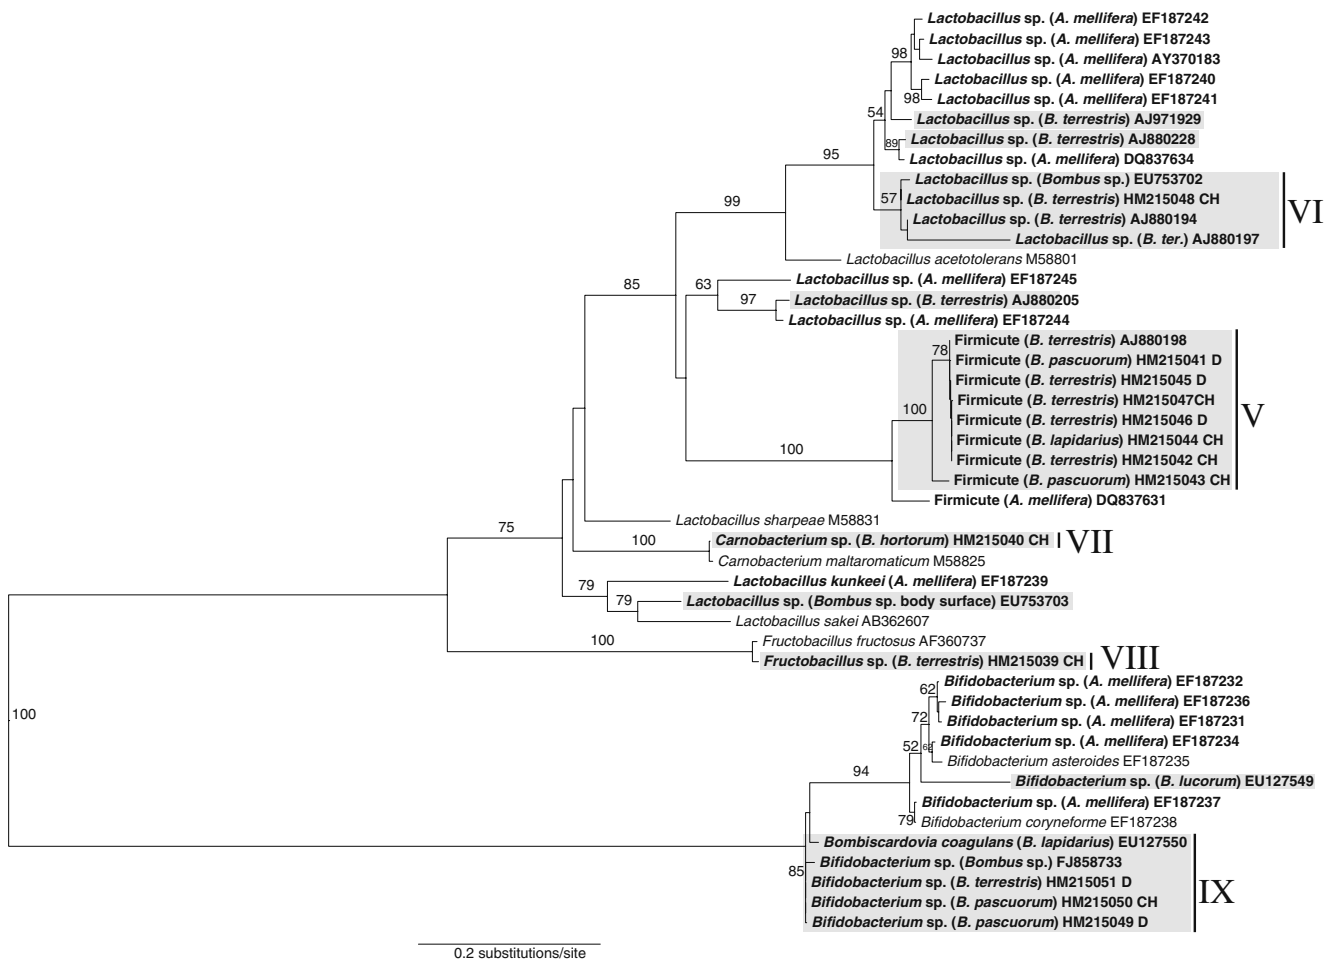 Lactobacillus sp. (A. mellifera) EF187242
Lactobacillus sp. (A. mellifera) EF187243
98
Lactobacillus sp. (A. mellifera) AY370183
Lactobacillus sp. (A. mellifera) EF187240
98
Lactobacillus sp. (A. mellifera) EF187241
54
Lactobacillus sp. (B. terrestris) AJ971929
Lactobacillus sp. (B. terrestris) AJ880228
89
95
Lactobacillus sp. (A. mellifera) DQ837634
Lactobacillus sp. (Bombus sp.) EU753702
57
99
Lactobacillus sp. (B. terrestris) HM215048 CH
VI
Lactobacillus sp. (B. terrestris) AJ880194
Lactobacillus sp. (B. ter.) AJ880197
Lactobacillus acetotolerans M58801
85
63
Lactobacillus sp. (A. mellifera) EF187245
97
Lactobacillus sp. (B. terrestris) AJ880205
Lactobacillus sp. (A. mellifera) EF187244
Firmicute (B. terrestris) AJ880198
78
Firmicute (B. pascuorum) HM215041 D
Firmicute (B. terrestris) HM215045 D
Firmicute (B. terrestris) HM215047CH
100
Firmicute (B. terrestris) HM215046 D
V
Firmicute (B. lapidarius) HM215044 CH
100
Firmicute (B. terrestris) HM215042 CH
Firmicute (B. pascuorum) HM215043 CH
Firmicute (A. mellifera) DQ837631
Lactobacillus sharpeae M58831
75
100
Carnobacterium sp. (B. hortorum) HM215040 CH
VII
Carnobacterium maltaromaticum M58825
79
Lactobacillus kunkeei (A. mellifera) EF187239
79
Lactobacillus sp. (Bombus sp. body surface) EU753703
Lactobacillus sakei AB362607
100
Fructobacillus fructosus AF360737
Fructobacillus sp. (B. terrestris) HM215039 CH
VIII
Bifidobacterium sp. (A. mellifera) EF187232
62
Bifidobacterium sp. (A. mellifera) EF187236
100
72
Bifidobacterium sp. (A. mellifera) EF187231
52
62
Bifidobacterium sp. (A. mellifera) EF187234
Bifidobacterium asteroides EF187235
94
Bifidobacterium sp. (B. lucorum) EU127549
Bifidobacterium sp. (A. mellifera) EF187237
79
Bifidobacterium coryneforme EF187238
Bombiscardovia coagulans (B. lapidarius) EU127550
85
Bifidobacterium sp. (Bombus sp.) FJ858733
Bifidobacterium sp. (B. terrestris) HM215051 D
IX
Bifidobacterium sp. (B. pascuorum) HM215050 CH
Bifidobacterium sp. (B. pascuorum) HM215049 D
0.2 substitutions/site